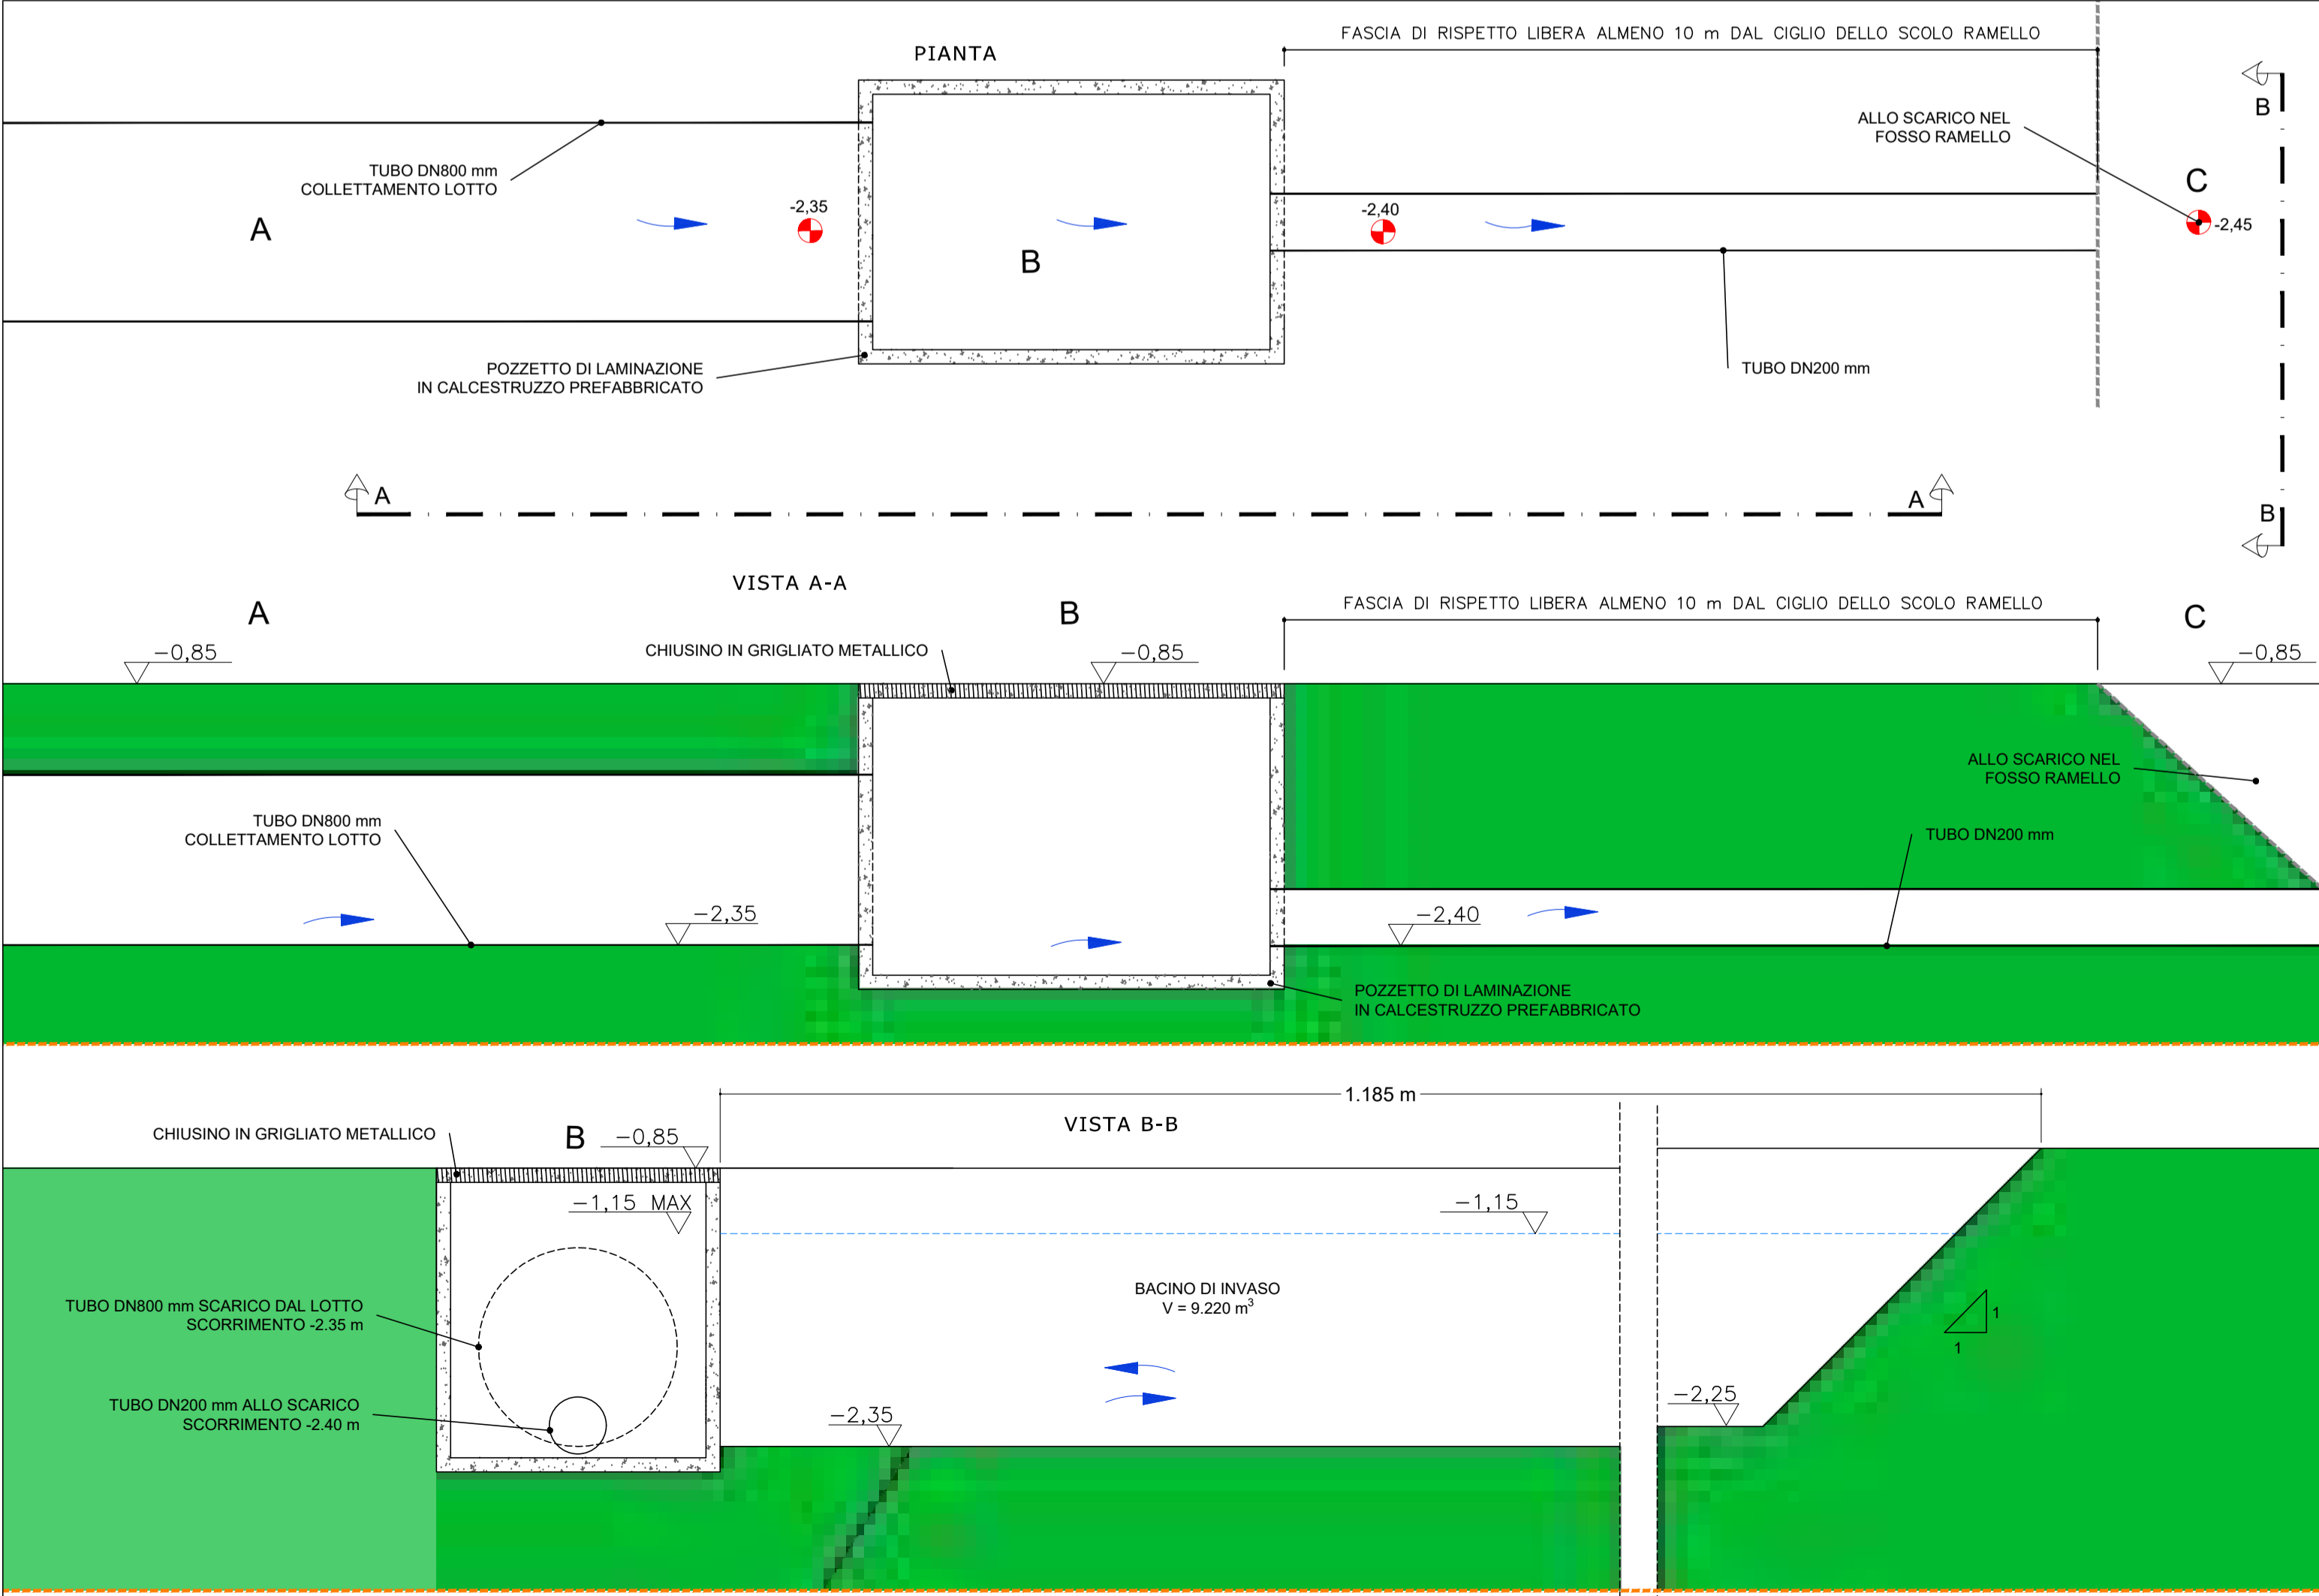 FASCIA DI RISPETTO LIBERA ALMENO 10 m DAL CIGLIO DELLO SCOLO RAMELLO
PIANTA
B
ALLO SCARICO NEL
FOSSO RAMELLO
TUBO DN800 mm
COLLETTAMENTO LOTTO
C
A
-2,35
-2,40
-2,45
B
POZZETTO DI LAMINAZIONE
IN CALCESTRUZZO PREFABBRICATO
TUBO DN200 mm
A
A
B
VISTA A-A
A
B
FASCIA DI RISPETTO LIBERA ALMENO 10 m DAL CIGLIO DELLO SCOLO RAMELLO
C
-0,85
CHIUSINO IN GRIGLIATO METALLICO
-0,85
-0,85
ALLO SCARICO NEL
FOSSO RAMELLO
TUBO DN800 mm
COLLETTAMENTO LOTTO
TUBO DN200 mm
-2,35
-2,40
POZZETTO DI LAMINAZIONE
IN CALCESTRUZZO PREFABBRICATO
1.185 m
VISTA B-B
CHIUSINO IN GRIGLIATO METALLICO
B
-0,85
-1,15 MAX
-1,15
BACINO DI INVASO
V = 9.220 m³
TUBO DN800 mm SCARICO DAL LOTTO
SCORRIMENTO -2.35 m
1
1
TUBO DN200 mm ALLO SCARICO
SCORRIMENTO -2.40 m
-2,35
-2,25